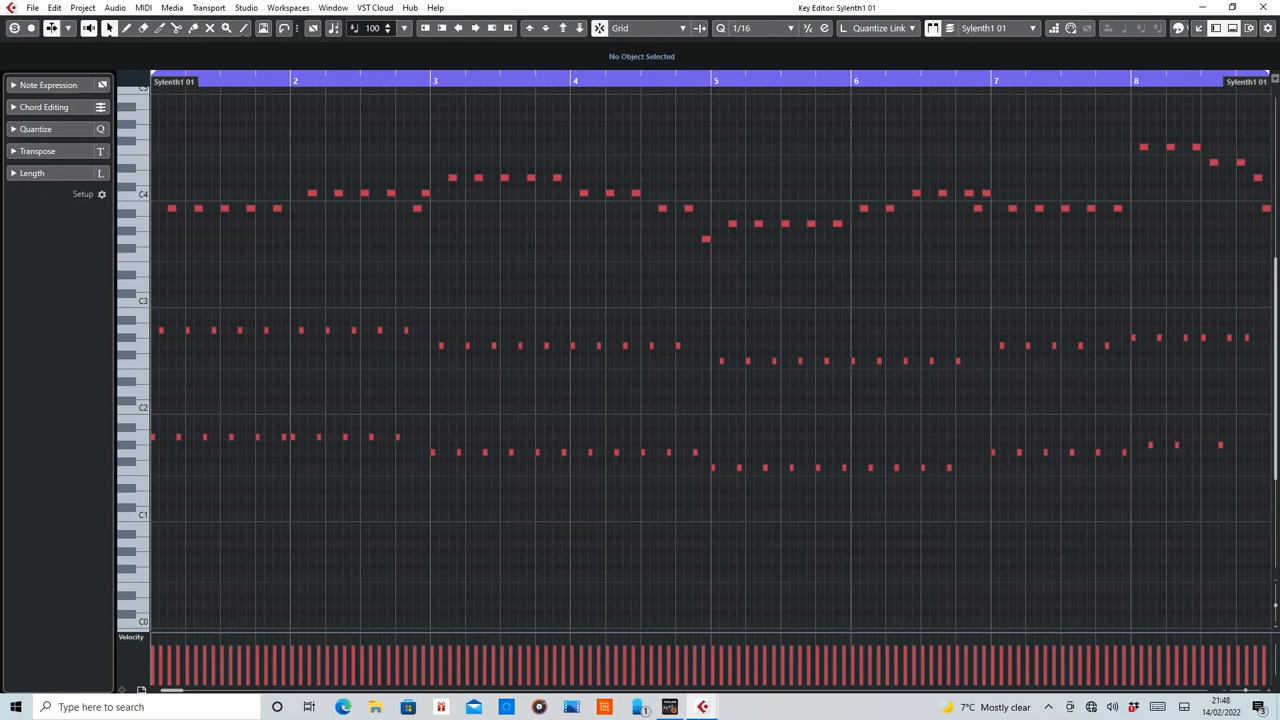 File Edit Project Audio MIDI Media Transport Studio Workspaces Window VST Cloud Hub Help
Key Editor: Sylenth1 01
100 Grid 1/16 Quantize Link Sylenth1 01
No Object Selected
Note Expression
Chord Editing
Quantize Q
Transpose T
Length L
Setup
Sylenth1 01 2 3 4 5 6 7 8 Sylenth1 01
C5
C4
C3
C2
C1
C0
Velocity
Type here to search
1
7°C Mostly clear
21:48
14/02/2022